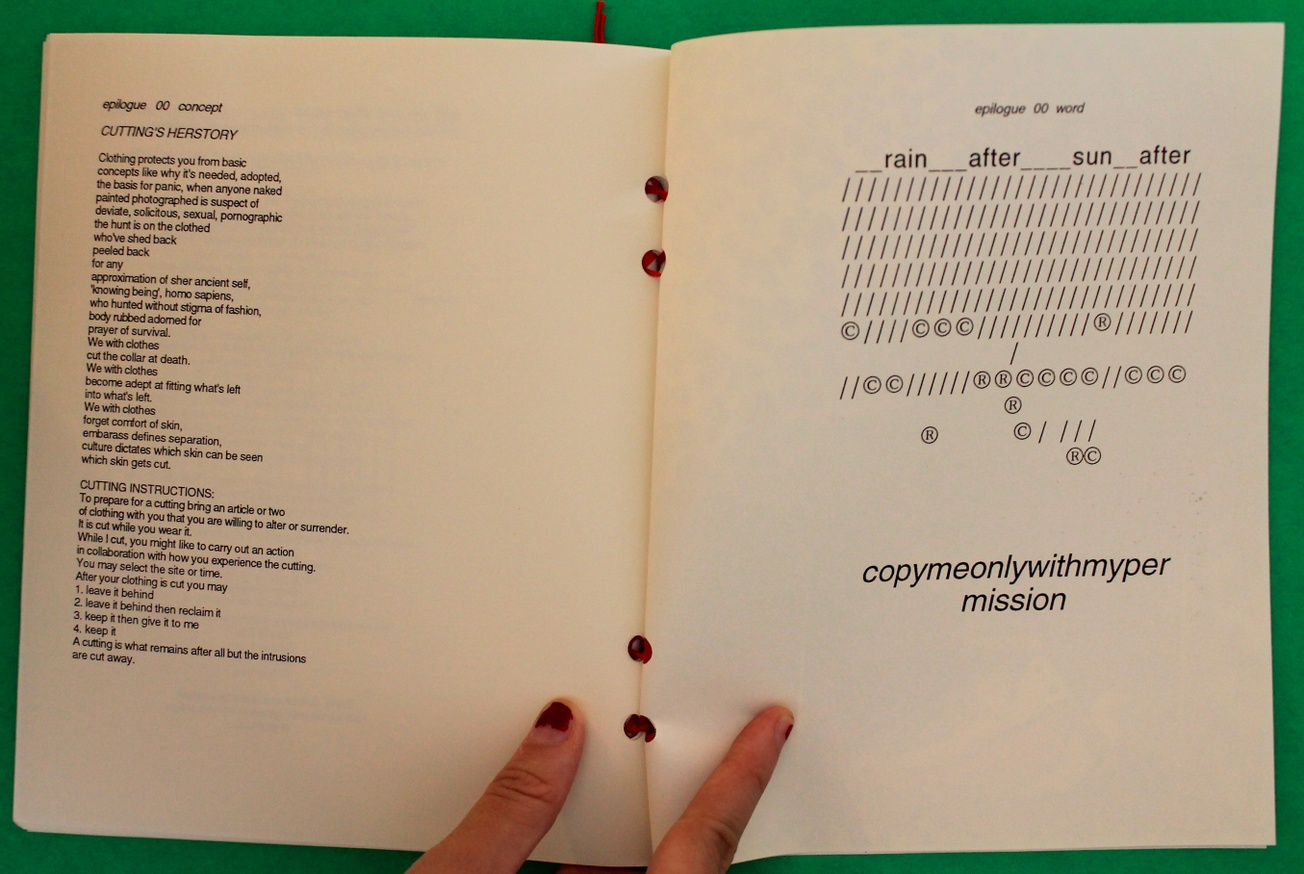 epilogue 00 concept
CUTTING'S HERSTORY
Clothing protects you from basic
concepts like why it's needed, adopted,
the basis for panic, when anyone naked
painted photographed is suspect of
deviate, solicitous, sexual, pornographic
the hunt is on the clothed
who've shed back
peeled back
for any
approximation of sher ancient self,
'knowing being', homo sapiens,
who hunted without stigma of fashion,
body rubbed adorned for
prayer of survival.
We with clothes
cut the collar at death.
We with clothes
become adept at fitting what's left
into what's left.
We with clothes
forget comfort of skin,
embarass defines separation,
culture dictates which skin can be seen
which skin gets cut.
CUTTING INSTRUCTIONS:
To prepare for a cutting bring an article or two
of clothing with you that you are willing to alter or surrender.
It is cut while you wear it.
While I cut, you might like to carry out an action
in collaboration with how you experience the cutting.
You may select the site or time.
After your clothing is cut you may
1. leave it behind
2. leave it behind then reclaim it
3. keep it then give it to me
4. keep it
A cutting is what remains after all but the intrusions
are cut away.
epilogue 00 word
__rain___after____sun__after
//////////////////////////////
//////////////////////////////
//////////////////////////////
//////////////////////////////
//////////////////////////////
©////©©©//////////®///////
/
//©©//////®®©©©©//©©©
®
® ©/ ///
®©
copymeonlywithmyper
mission